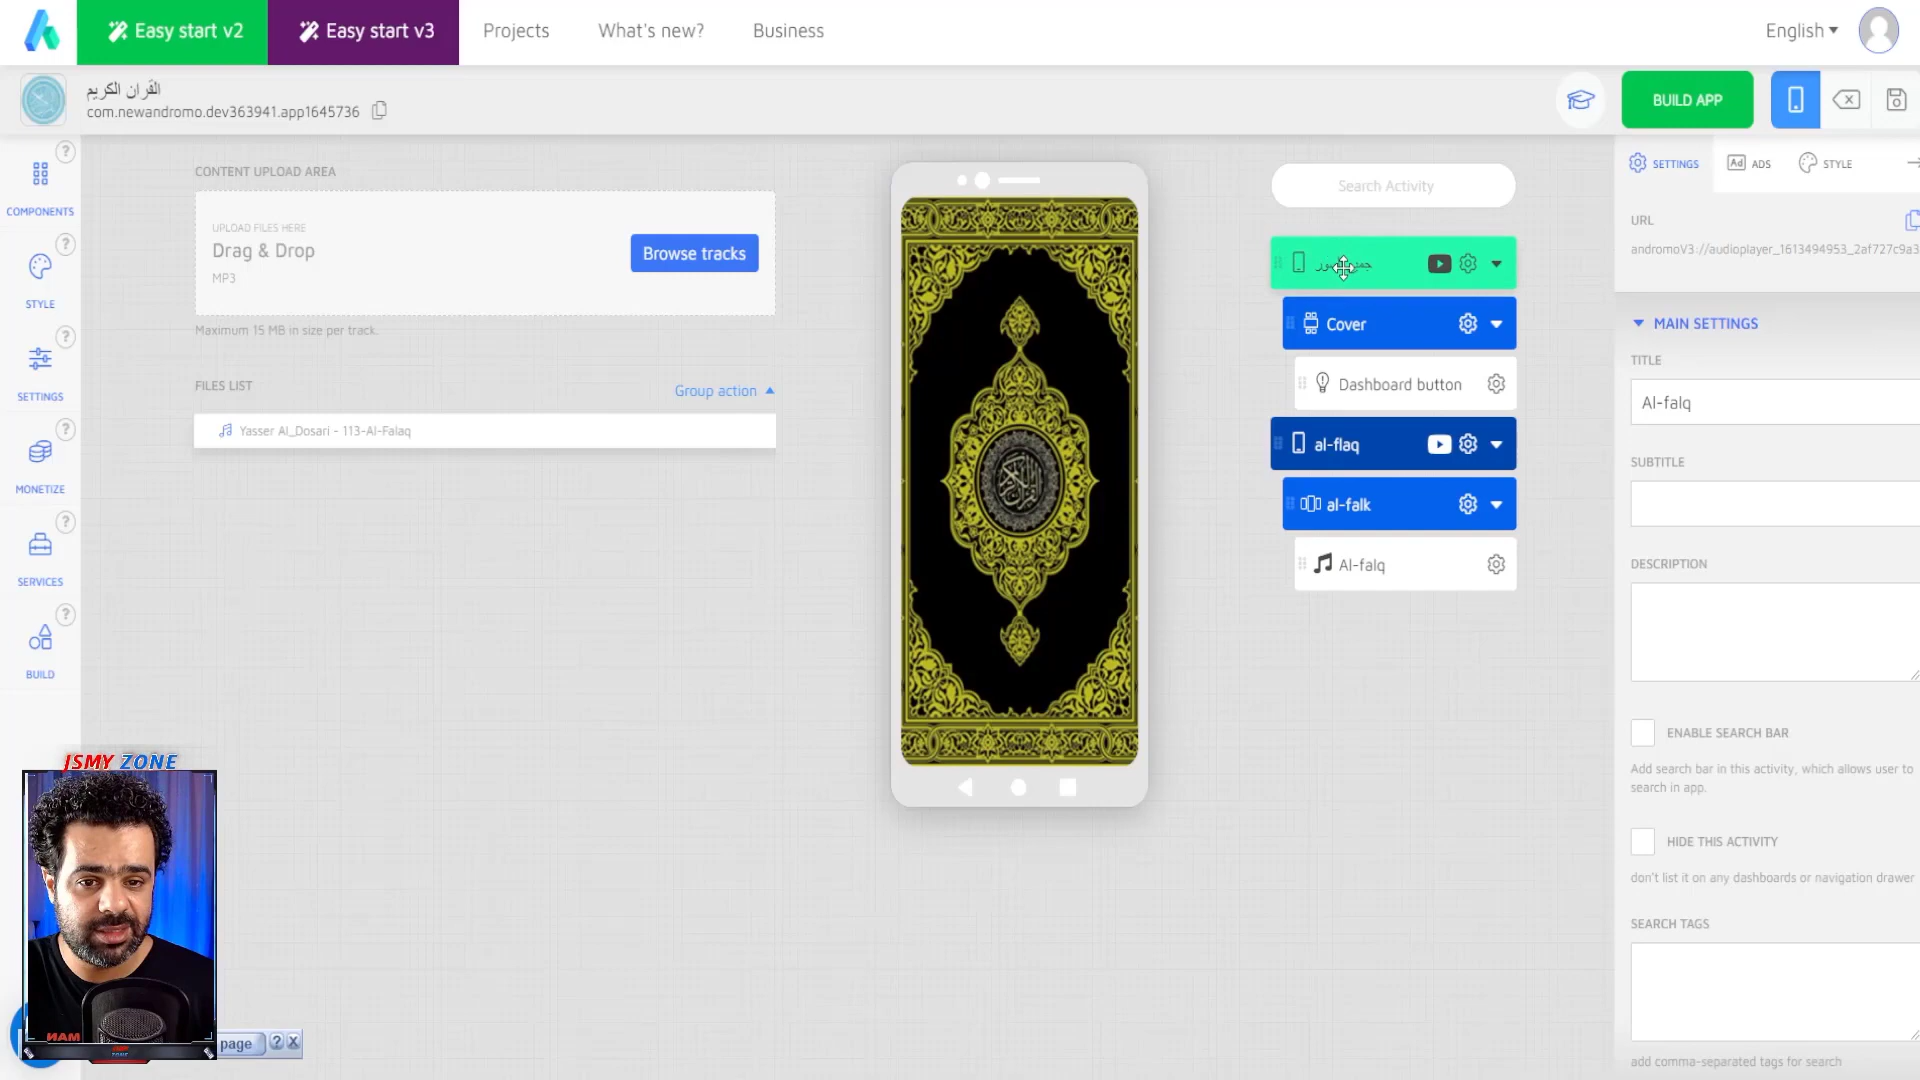 Easy start v2
Easy start v3
Projects
What's new?
Business
English
القران الكريم
com.newandromo.dev363941.app1645736
BUILD APP
COMPONENTS
STYLE
SETTINGS
MONETIZE
SERVICES
BUILD
CONTENT UPLOAD AREA
UPLOAD FILES HERE
Drag & Drop
MP3
Browse tracks
Maximum 15 MB in size per track.
FILES LIST
Group action
Yasser Al_Dosari - 113-Al-Falaq
Search Activity
Cover
Dashboard button
al-flaq
al-falk
Al-falq
SETTINGS
Ad ADS
STYLE
URL
andromoV3://audioplayer_1613494953_2af727c9a3
MAIN SETTINGS
TITLE
Al-falq
SUBTITLE
DESCRIPTION
ENABLE SEARCH BAR
Add search bar in this activity, which allows user to
search in app.
HIDE THIS ACTIVITY
don't list it on any dashboards or navigation drawer
SEARCH TAGS
add comma-separated tags for search
JSMY ZONE
page